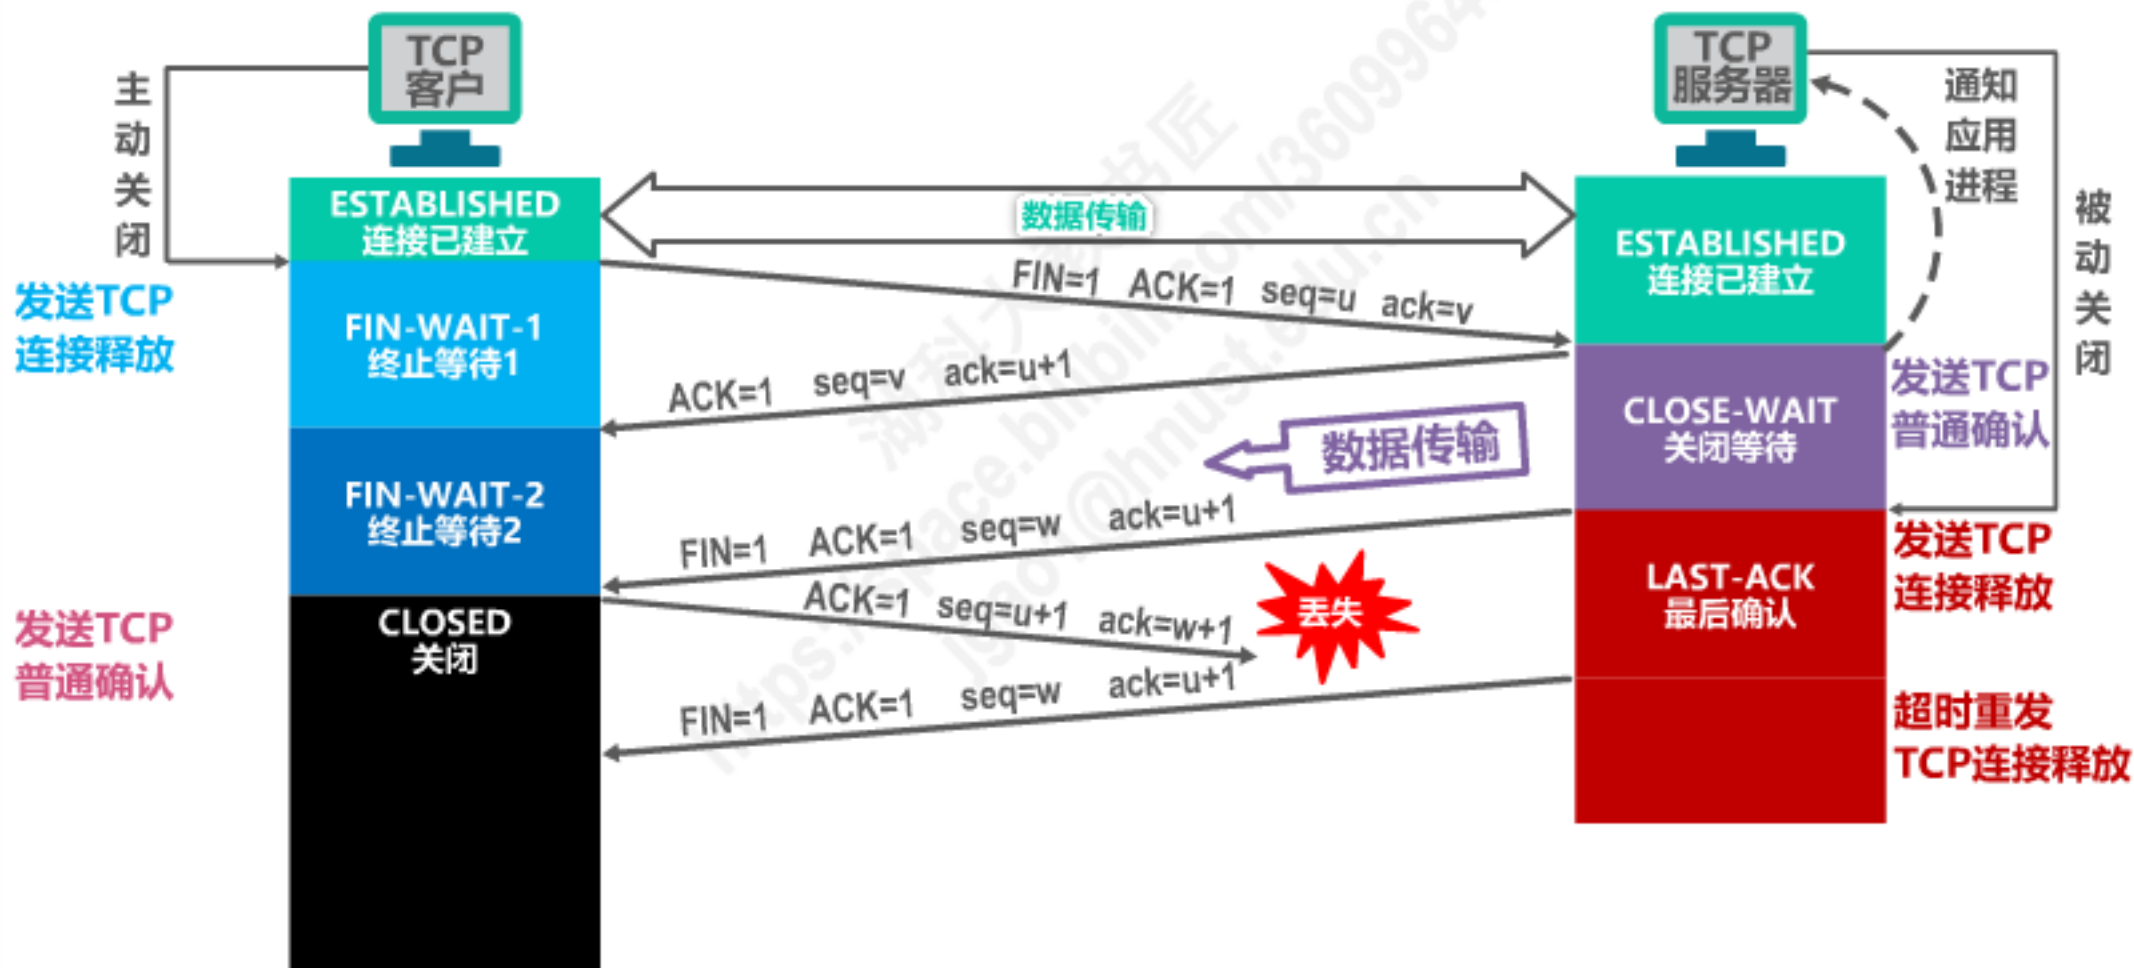 TCP
客户
TCP
服务器
主动关闭
通知
应用
进程
被动关闭
ESTABLISHED
连接已建立
数据传输
ESTABLISHED
连接已建立
发送TCP
连接释放
FIN-WAIT-1
终止等待1
FIN=1 ACK=1 seq=u ack=v
ACK=1 seq=v ack=u+1
CLOSE-WAIT
关闭等待
发送TCP
普通确认
数据传输
FIN-WAIT-2
终止等待2
FIN=1 ACK=1 seq=w ack=u+1
LAST-ACK
最后确认
发送TCP
连接释放
发送TCP
普通确认
CLOSED
关闭
ACK=1 seq=u+1 ack=w+1
丢失
FIN=1 ACK=1 seq=w ack=u+1
超时重发
TCP连接释放